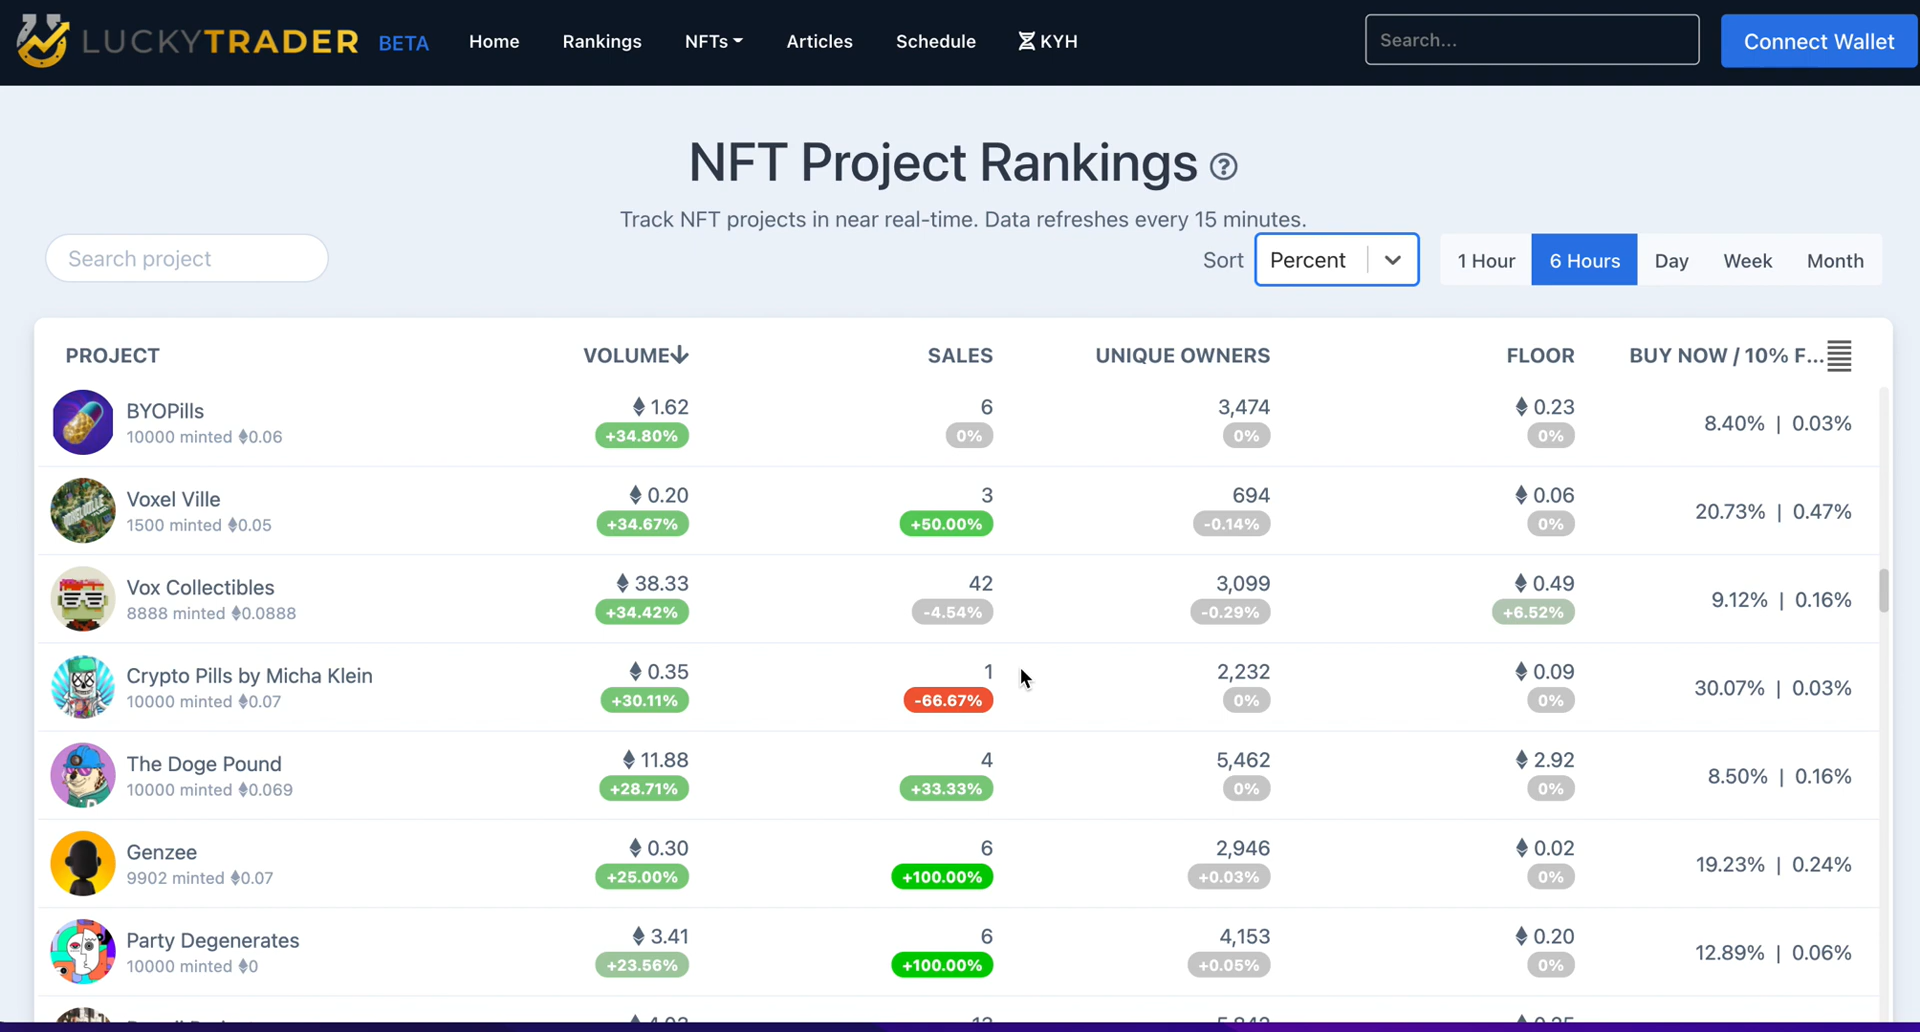 LUCKYTRADER BETA Home Rankings NFTs Articles Schedule KYH Search... Connect Wallet
NFT Project Rankings ?
Track NFT projects in near real-time. Data refreshes every 15 minutes.
Search project Sort Percent 1 Hour 6 Hours Day Week Month
PROJECT VOLUME SALES UNIQUE OWNERS FLOOR BUY NOW / 10% F...
BYOPills 1.62 6 3,474 0.23 8.40% | 0.03%
10000 minted 0.06 +34.80% 0% 0% 0%
Voxel Ville 0.20 3 694 0.06 20.73% | 0.47%
1500 minted 0.05 +34.67% +50.00% -0.14% 0%
Vox Collectibles 38.33 42 3,099 0.49 9.12% | 0.16%
8888 minted 0.0888 +34.42% -4.54% -0.29% +6.52%
Crypto Pills by Micha Klein 0.35 1 2,232 0.09 30.07% | 0.03%
10000 minted 0.07 +30.11% -66.67% 0% 0%
The Doge Pound 11.88 4 5,462 2.92 8.50% | 0.16%
10000 minted 0.069 +28.71% +33.33% 0% 0%
Genzee 0.30 6 2,946 0.02 19.23% | 0.24%
9902 minted 0.07 +25.00% +100.00% +0.03% 0%
Party Degenerates 3.41 6 4,153 0.20 12.89% | 0.06%
10000 minted 0 +23.56% +100.00% +0.05% 0%